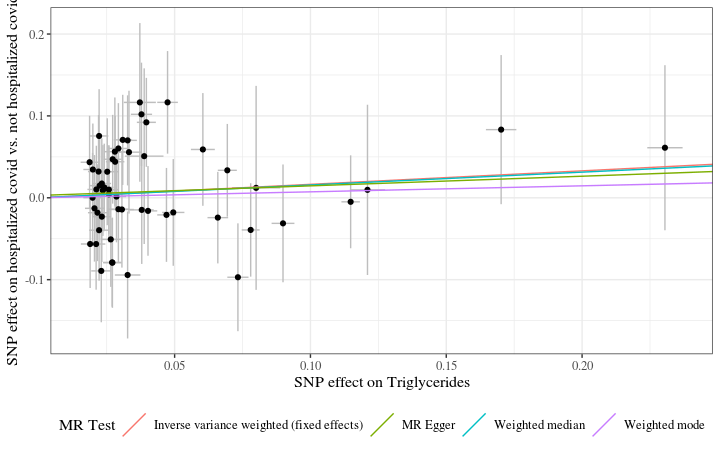 SNP effect on hospitalized covid vs. not hospitalized covid
0.2
0.1
0.0
-0.1
0.05
0.10
0.15
0.20
SNP effect on Triglycerides
MR Test
Inverse variance weighted (fixed effects)
MR Egger
Weighted median
Weighted mode